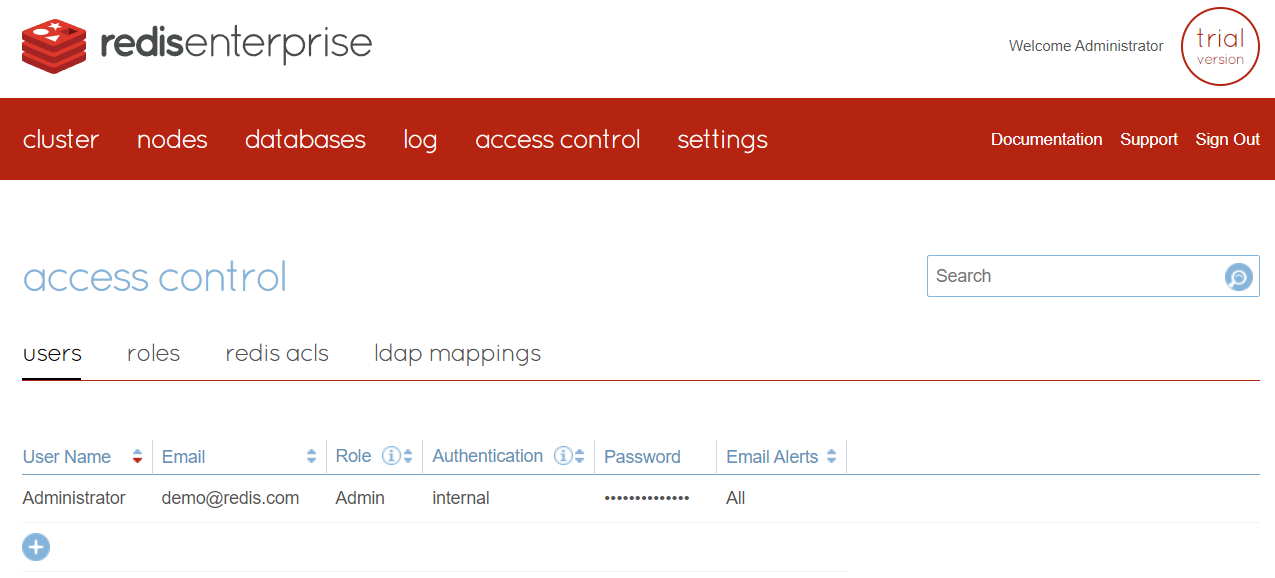 redisenterprise
Welcome Administrator
trial
version
cluster nodes databases log access control settings Documentation Support Sign Out
access control
Search
users roles redis acls ldap mappings
User Name Email Role Authentication Password Email Alerts
Administrator demo@redis.com Admin internal •••••••••••••• All